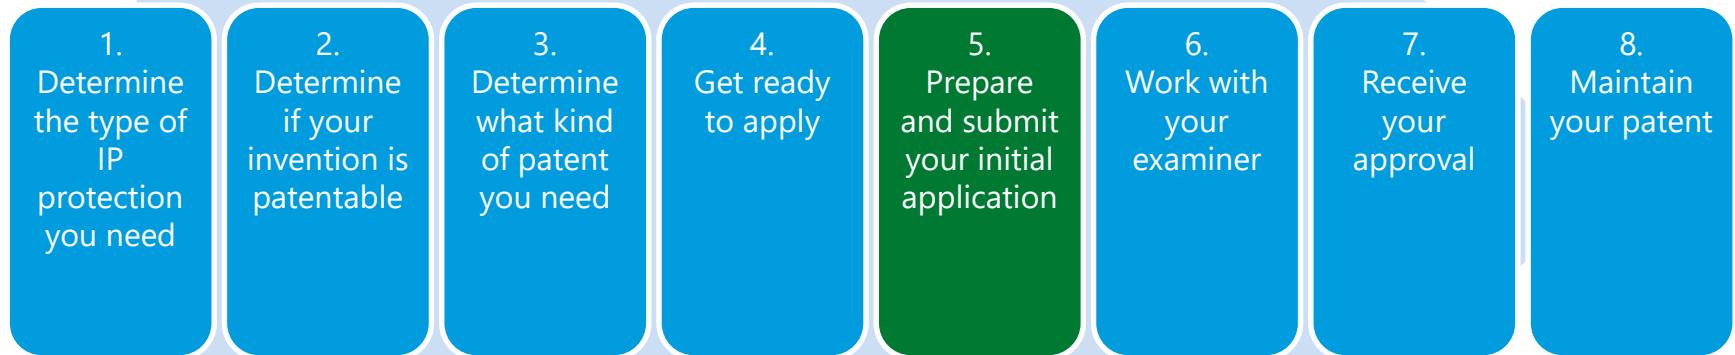 1.
Determine
the type of
IP
protection
you need
2.
Determine
if your
invention is
patentable
3.
Determine
what kind
of patent
you need
4.
Get ready
to apply
5.
Prepare
and submit
your initial
application
6.
Work with
your
examiner
7.
Receive
your
approval
8.
Maintain
your patent